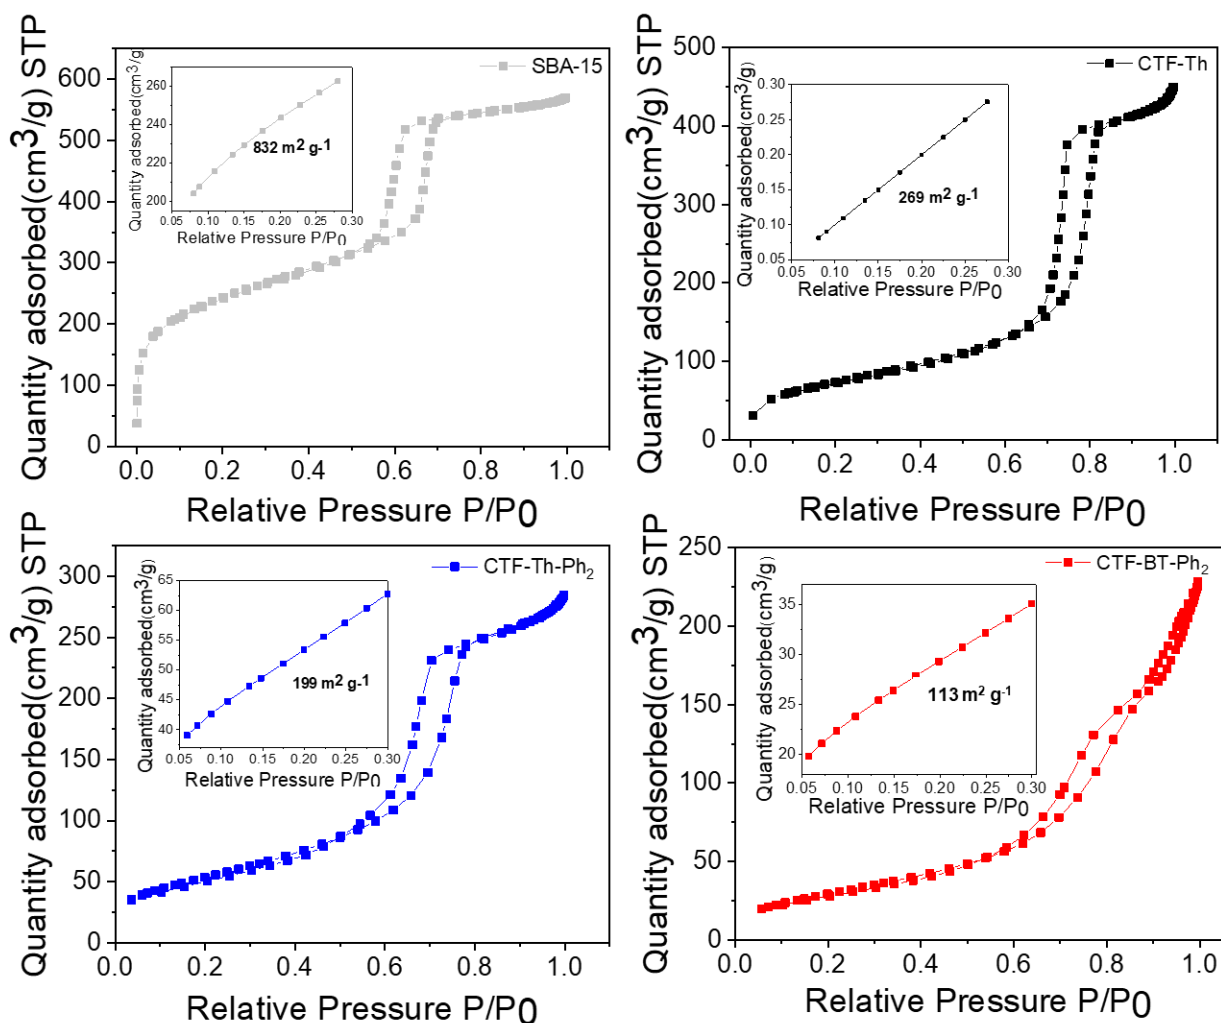 Quantity adsorbed(cm3/g) STP
600
500
400
300
200
100
0
0.0 0.2 0.4 0.6 0.8 1.0
Relative Pressure P/P0
SBA-15
Quantity adsorbed(cm3/g)
260
240
220
200
0.05 0.10 0.15 0.20 0.25 0.30
Relative Pressure P/P0
832 m2 g-1
Quantity adsorbed(cm3/g) STP
500
400
300
200
100
0
0.0 0.2 0.4 0.6 0.8 1.0
Relative Pressure P/P0
CTF-Th
Quantity adsorbed(cm3/g)
0.30
0.25
0.20
0.15
0.10
0.05
0.05 0.10 0.15 0.20 0.25 0.30
Relative Pressure P/P0
269 m2 g-1
Quantity adsorbed(cm3/g) STP
300
250
200
150
100
50
0
0.0 0.2 0.4 0.6 0.8 1.0
Relative Pressure P/P0
CTF-Th-Ph2
Quantity adsorbed(cm3/g)
65
60
55
50
45
40
0.05 0.10 0.15 0.20 0.25 0.30
Relative Pressure P/P0
199 m2 g-1
Quantity adsorbed(cm3/g) STP
250
200
150
100
50
0
0.0 0.2 0.4 0.6 0.8 1.0
Relative Pressure P/P0
CTF-BT-Ph2
Quantity adsorbed(cm3/g)
35
30
25
20
0.05 0.10 0.15 0.20 0.25 0.30
Relative Pressure P/P0
113 m2 g-1